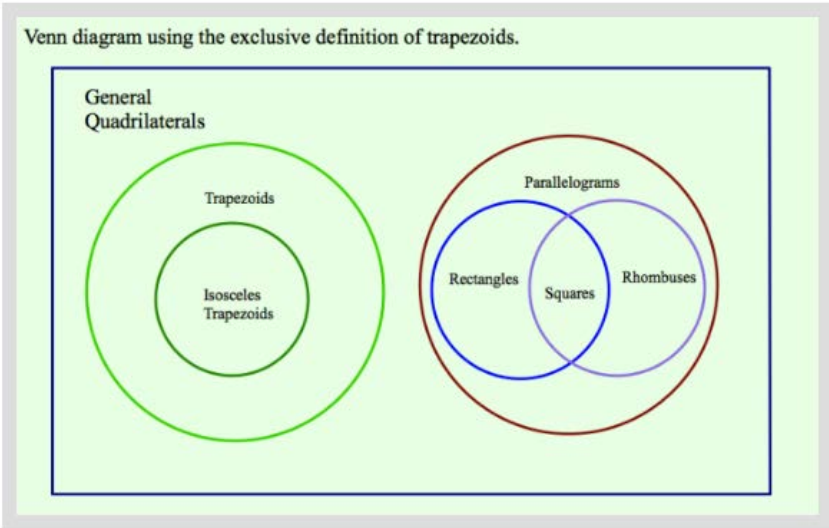 Venn diagram using the exclusive definition of trapezoids.
General
Quadrilaterals
Trapezoids
Isosceles
Trapezoids
Parallelograms
Rectangles
Squares
Rhombuses